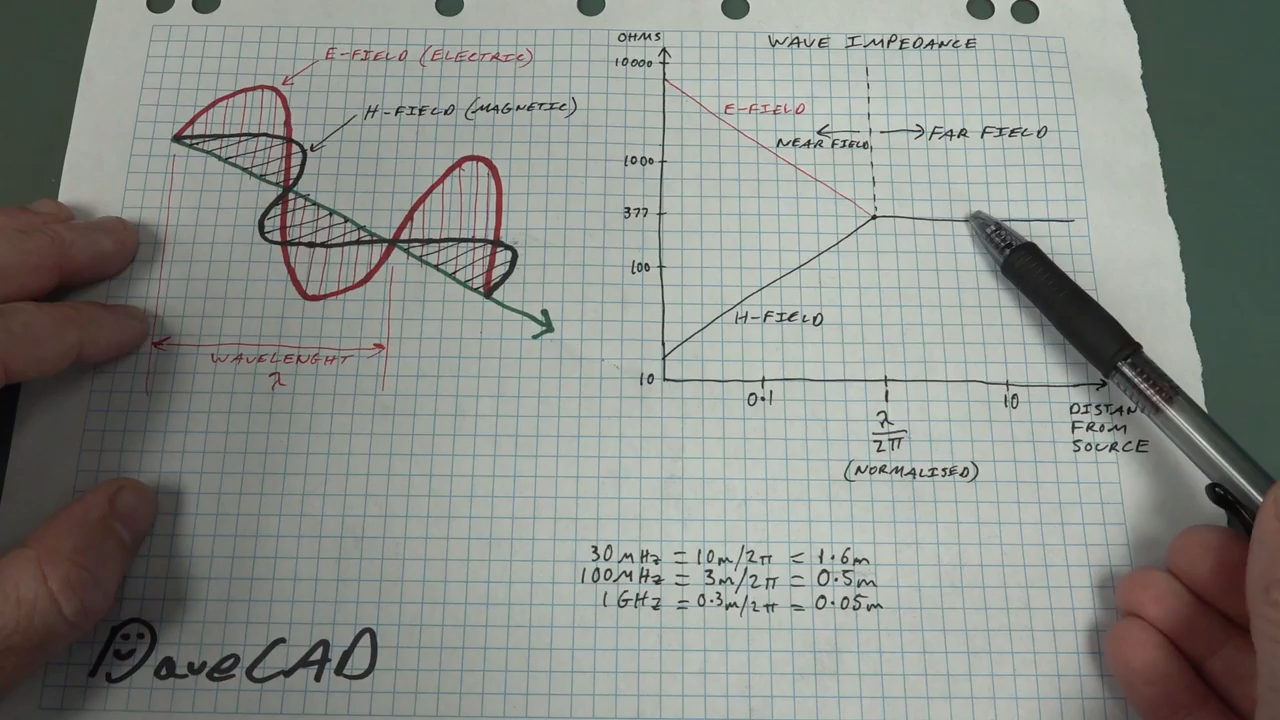 E-FIELD (ELECTRIC)
H-FIELD (MAGNETIC)
WAVELENGHT
λ
OHMS
WAVE IMPEDANCE
10000
E-FIELD
NEAR FIELD
FAR FIELD
1000
377
100
H-FIELD
10
0.1
λ
2π
(NORMALISED)
10
FROM
SOURCE
30MHz = 10m/2π = 1.6m
100MHz = 3m/2π = 0.5m
1GHz = 0.3m/2π = 0.05m
DaveCAD